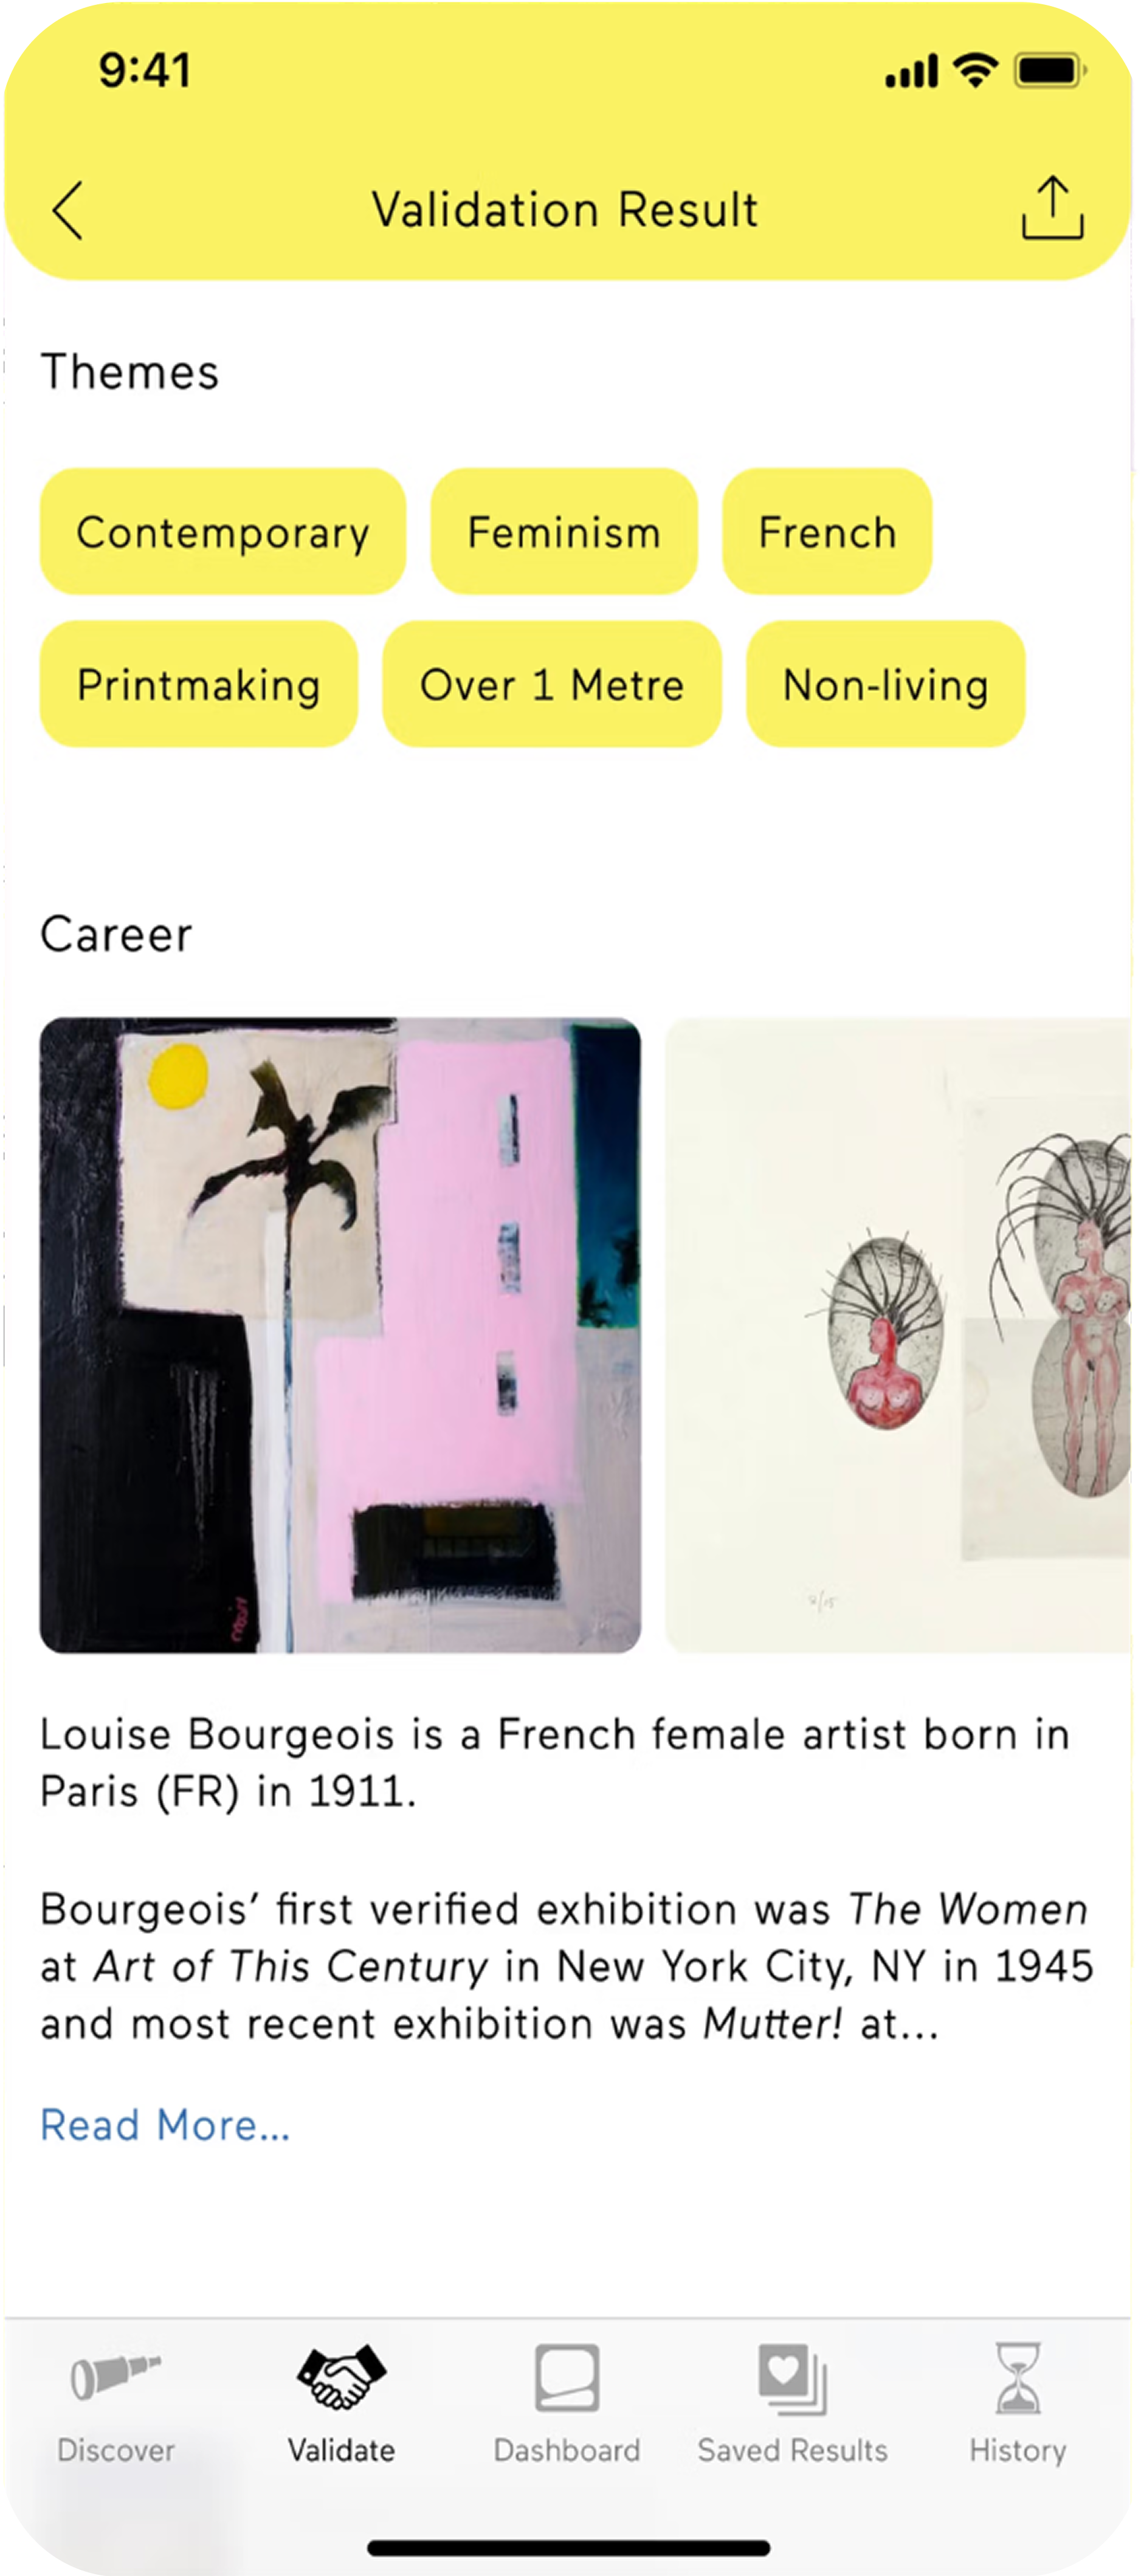 9:41
Validation Result
Themes
Contemporary Feminism French
Printmaking Over 1 Metre Non-living
Career
8/15
Louise Bourgeois is a French female artist born in
Paris (FR) in 1911.
Bourgeois’ first verified exhibition was The Women
at Art of This Century in New York City, NY in 1945
and most recent exhibition was Mutter! at...
Read More...
Discover Validate Dashboard Saved Results History